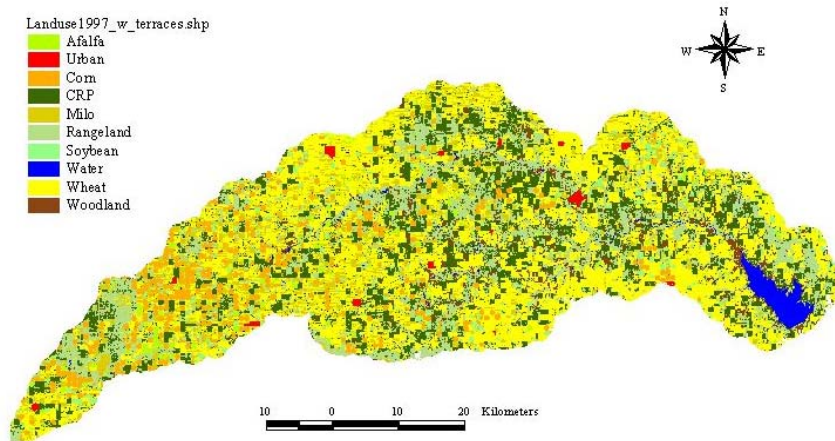 Landuse1997_w_terraces.shp
Afalfa
Urban
Corn
CRP
Milo
Rangeland
Soybean
Water
Wheat
Woodland
N
W E
S
10 0 10 20 Kilometers